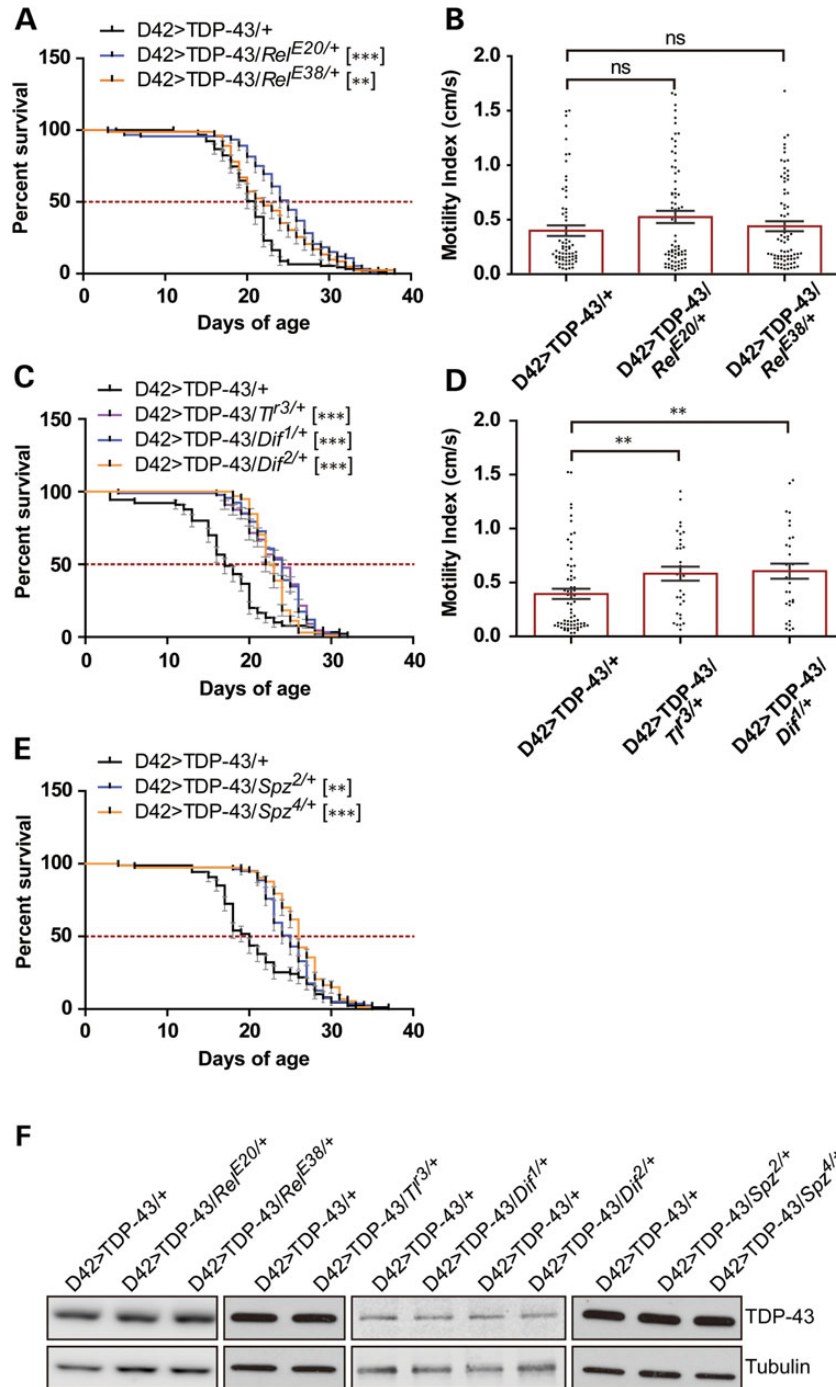 A
D42>TDP-43/+
D42>TDP-43/Rel^E20/+ [***]
D42>TDP-43/Rel^E38/+ [**]
Percent survival
150
100
50
0
0 10 20 30 40
Days of age
B
ns
ns
Motility Index (cm/s)
2.0
1.5
1.0
0.5
0.0
D42>TDP-43/+
D42>TDP-43/
Rel^E20/+
D42>TDP-43/
Rel^E38/+
C
D42>TDP-43/+
D42>TDP-43/Tl^r3/+ [***]
D42>TDP-43/Dif^1/+ [***]
D42>TDP-43/Dif^2/+ [***]
Percent survival
150
100
50
0
0 10 20 30 40
Days of age
D
**
**
Motility Index (cm/s)
2.0
1.5
1.0
0.5
0.0
D42>TDP-43/+
D42>TDP-43/
Tl^r3/+
D42>TDP-43/
Dif^1/+
E
D42>TDP-43/+
D42>TDP-43/Spz^2/+ [**]
D42>TDP-43/Spz^4/+ [***]
Percent survival
150
100
50
0
0 10 20 30 40
Days of age
F
D42>TDP-43/+
D42>TDP-43/Rel^E20/+
D42>TDP-43/Rel^E38/+
D42>TDP-43/+
D42>TDP-43/Tl^r3/+
D42>TDP-43/+
D42>TDP-43/Dif^1/+
D42>TDP-43/+
D42>TDP-43/Dif^2/+
D42>TDP-43/+
D42>TDP-43/Spz^2/+
D42>TDP-43/Spz^4/+
TDP-43
Tubulin